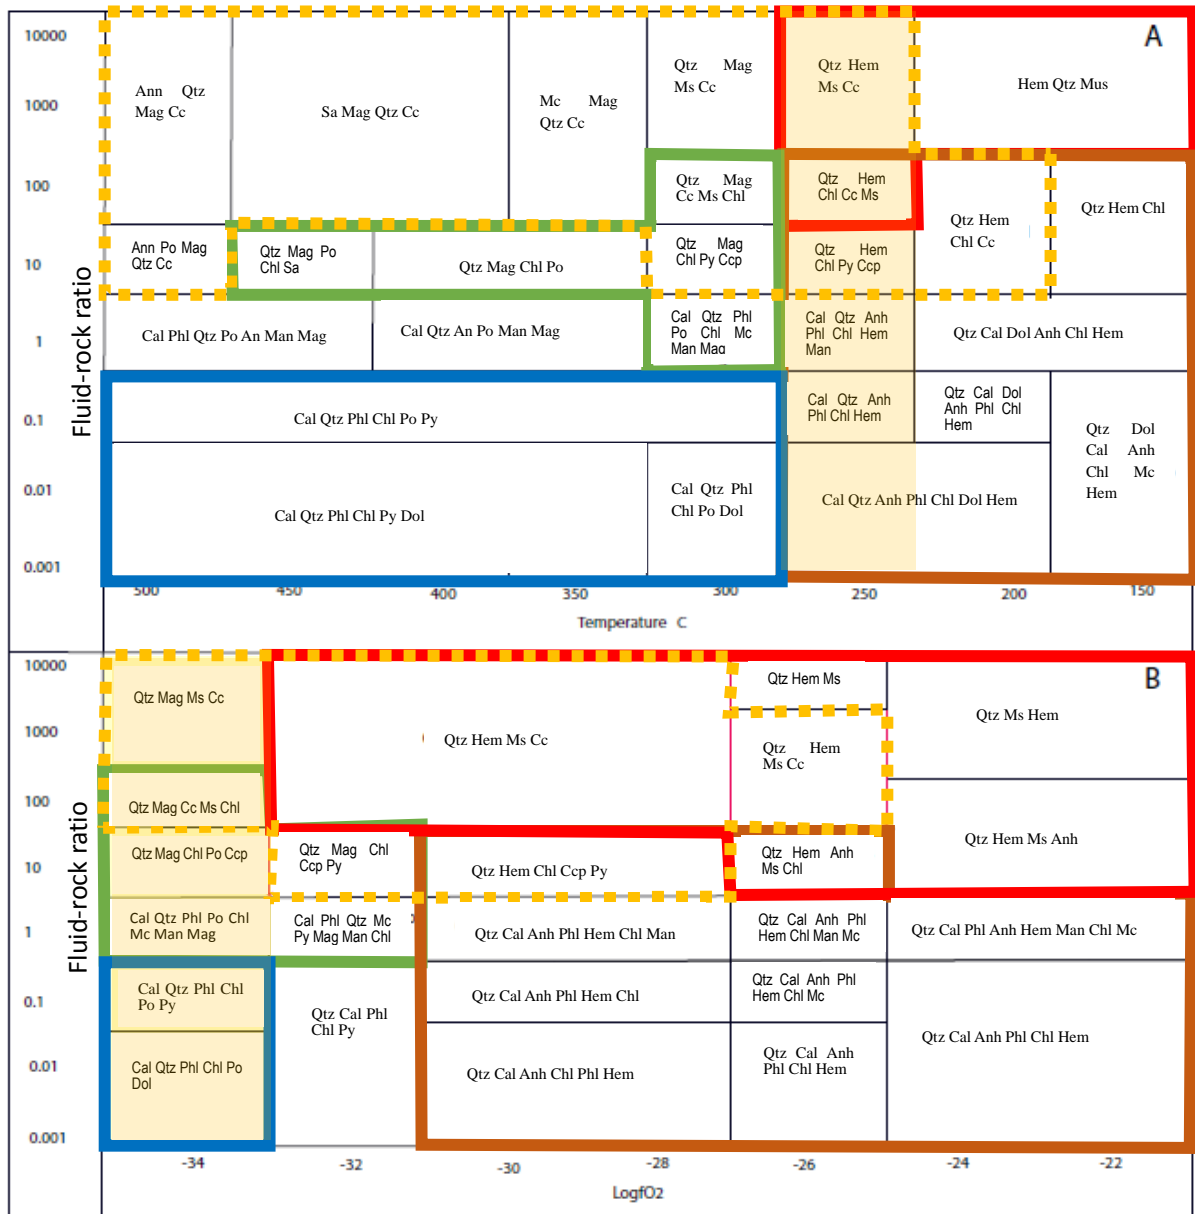 A
10000
1000
100
10
1
0.1
0.01
0.001
Fluid-rock ratio
Ann Qtz
Mag Cc
Sa Mag Qtz Cc
Mc Mag
Qtz Cc
Qtz Mag
Ms Cc
Qtz Hem
Ms Cc
Hem Qtz Mus
Qtz Mag
Cc Ms Chl
Qtz Hem
Chl Cc Ms
Qtz Hem
Chl Cc
Qtz Hem Chl
Ann Po Mag
Qtz Cc
Qtz Mag Po
Chl Sa
Qtz Mag Chl Po
Qtz Mag
Chl Py Ccp
Qtz Hem
Chl Py Ccp
Cal Phl Qtz Po An Man Mag
Cal Qtz An Po Man Mag
Cal Qtz Phl
Po Chl Mc
Man Mag
Cal Qtz Anh
Phl Chl Hem
Man
Qtz Cal Dol Anh Chl Hem
Cal Qtz Phl Chl Po Py
Cal Qtz Anh
Phl Chl Hem
Qtz Cal Dol
Anh Phl Chl
Hem
Qtz Dol
Cal Anh
Chl Mc
Hem
Cal Qtz Phl Chl Py Dol
Cal Qtz Phl
Chl Po Dol
Cal Qtz Anh Phl Chl Dol Hem
500 450 400 350 300 250 200 150
Temperature C
B
10000
1000
100
10
1
0.1
0.01
0.001
Fluid-rock ratio
Qtz Mag Ms Cc
Qtz Hem Ms Cc
Qtz Hem Ms
Qtz Hem
Ms Cc
Qtz Ms Hem
Qtz Mag Cc Ms Chl
Qtz Hem Ms Anh
Qtz Mag Chl Po Ccp
Qtz Mag Chl
Ccp Py
Qtz Hem Chl Ccp Py
Qtz Hem Anh
Ms Chl
Cal Qtz Phl Po Chl
Mc Man Mag
Cal Phl Qtz Mc
Py Mag Man Chl
Qtz Cal Anh Phl Hem Chl Man
Qtz Cal Anh Phl
Hem Chl Man Mc
Qtz Cal Phl Anh Hem Man Chl Mc
Cal Qtz Phl Chl
Po Py
Qtz Cal Phl
Chl Py
Qtz Cal Anh Phl Hem Chl
Qtz Cal Anh Phl
Hem Chl Mc
Qtz Cal Anh Phl Chl Hem
Cal Qtz Phl Chl Po
Dol
Qtz Cal Anh Chl Phl Hem
Qtz Cal Anh
Phl Chl Hem
-34 -32 -30 -28 -26 -24 -22
LogfO2